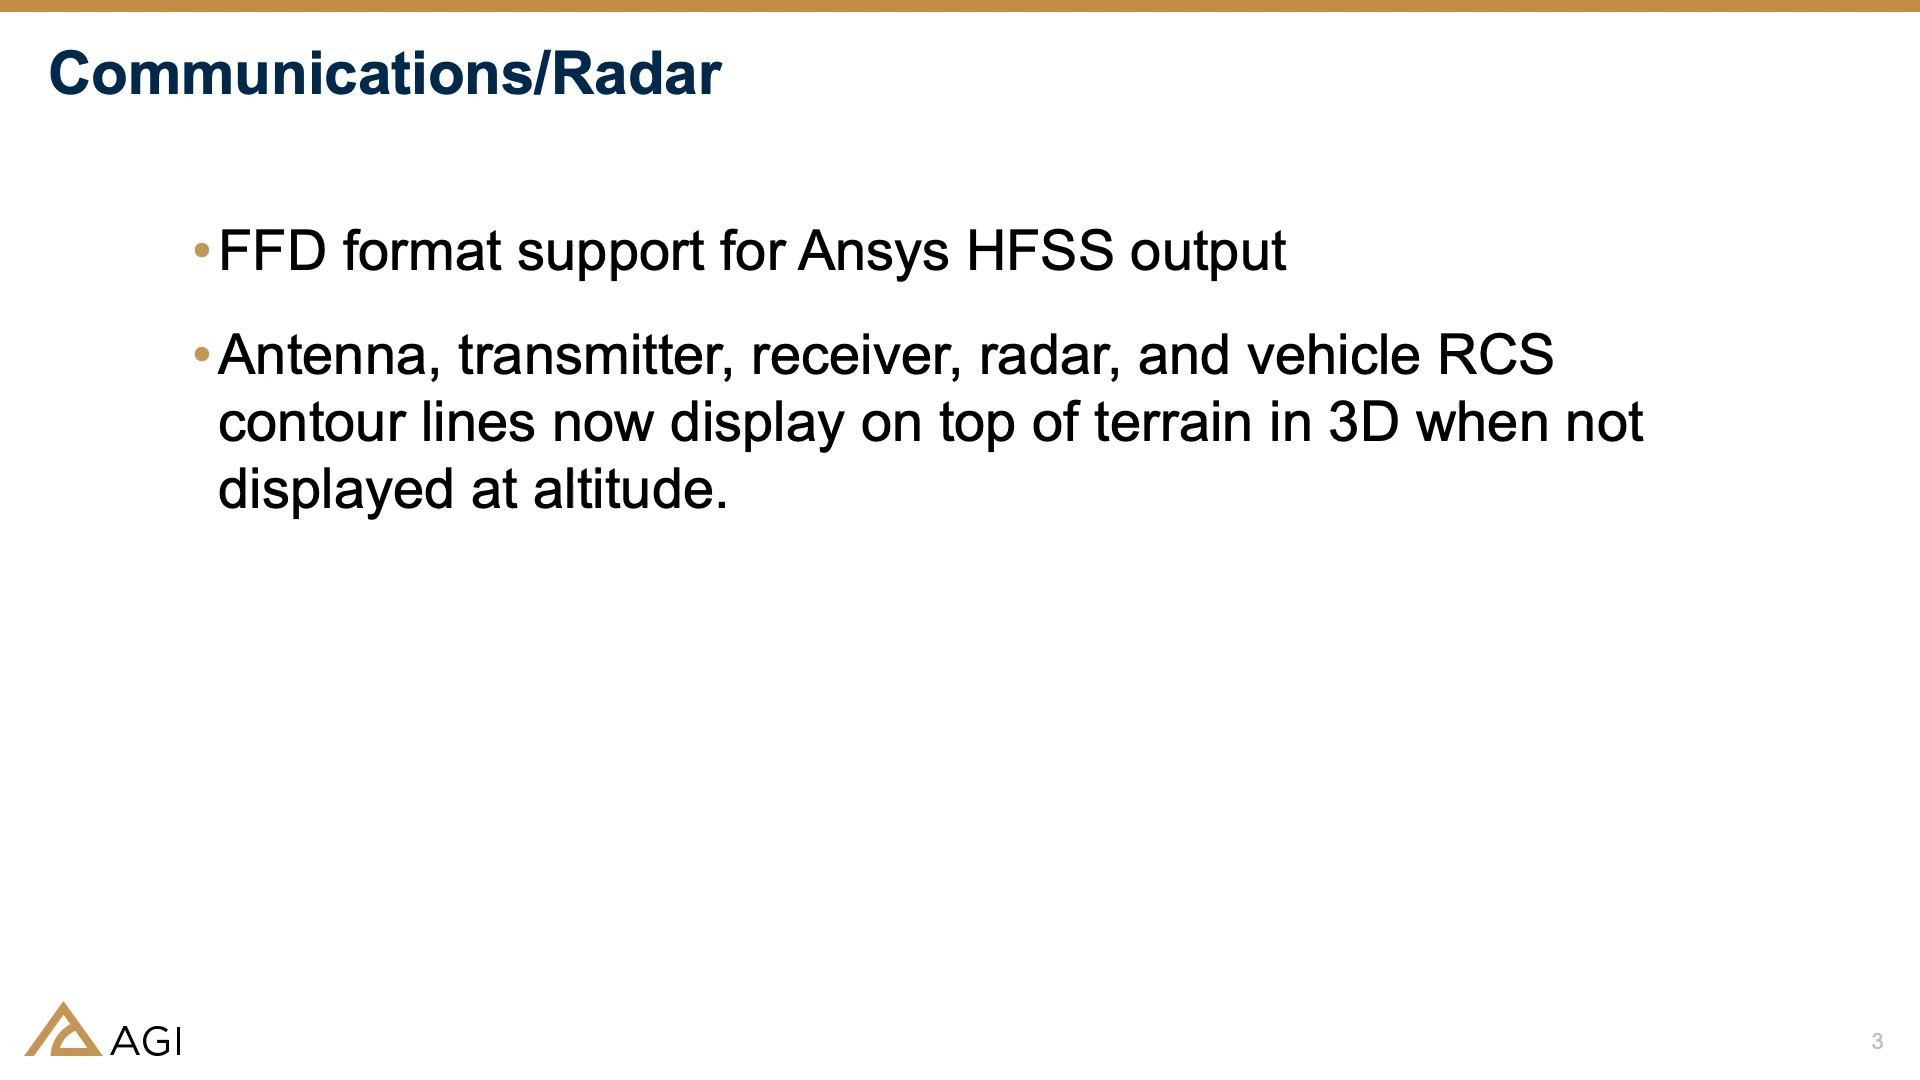 Communications/Radar
•FFD format support for Ansys HFSS output
•Antenna, transmitter, receiver, radar, and vehicle RCS
contour lines now display on top of terrain in 3D when not
displayed at altitude.
AGI
3